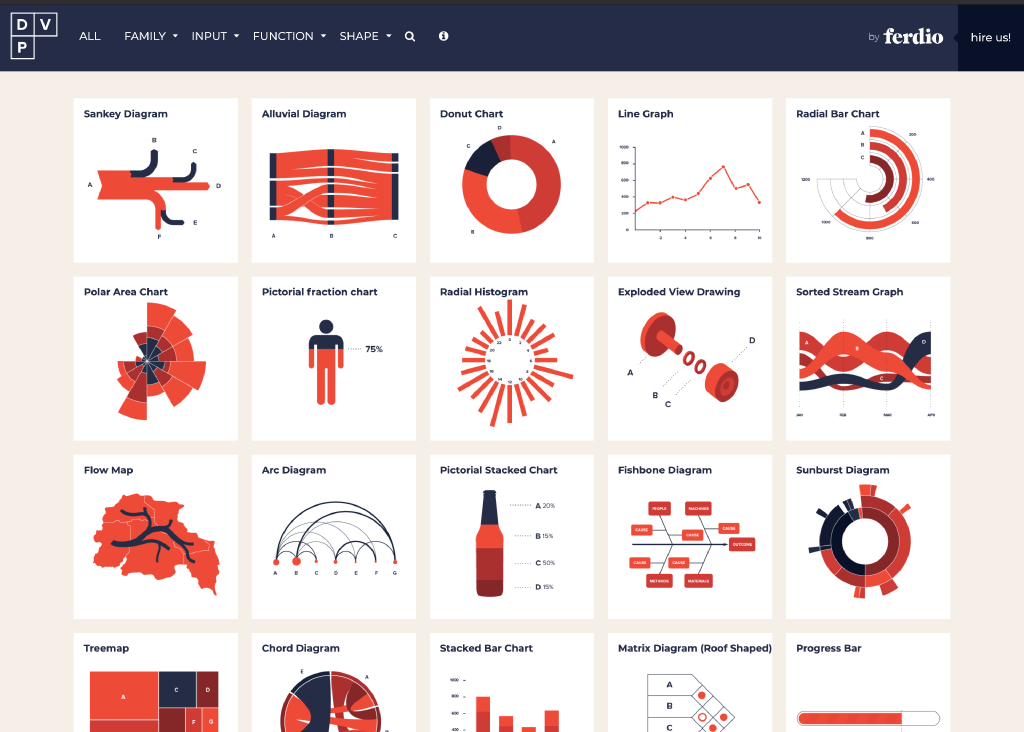 D V
P
ALL FAMILY INPUT FUNCTION SHAPE
by ferdio
hire us!
Sankey Diagram
A B C D E F
Alluvial Diagram
A B C
Donut Chart
D A C B
Line Graph
1000
800
600
400
200
0
2 4 6 8 10
Radial Bar Chart
A
B
C
200
400
600
800
1000
1200
Polar Area Chart
Pictorial fraction chart
75%
Radial Histogram
Exploded View Drawing
A
B
C
D
Sorted Stream Graph
A B C D
JAN FEB MAR APR
Flow Map
Arc Diagram
A B C D E F G
Pictorial Stacked Chart
A 20%
B 15%
C 50%
D 15%
Fishbone Diagram
PEOPLE MACHINES
CAUSE CAUSE CAUSE
OUTCOME
CAUSE CAUSE
METHODS MATERIALS
Sunburst Diagram
Treemap
A C D
F G
Chord Diagram
E A D
Stacked Bar Chart
1000
800
600
400
Matrix Diagram (Roof Shaped)
A
B
C
Progress Bar